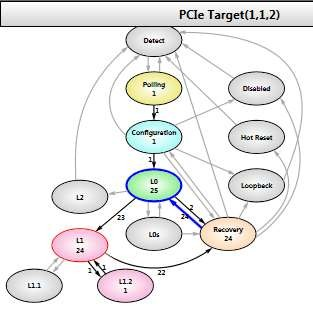 PCIe Target(1,1,2)
Detect
Polling
1
Disabled
1
Configuration
1
Hot Reset
1
L0
25
Loopback
L2
23
2
24
L0s
Recovery
24
L1
24
1
1
22
L1.1
L1.2
1